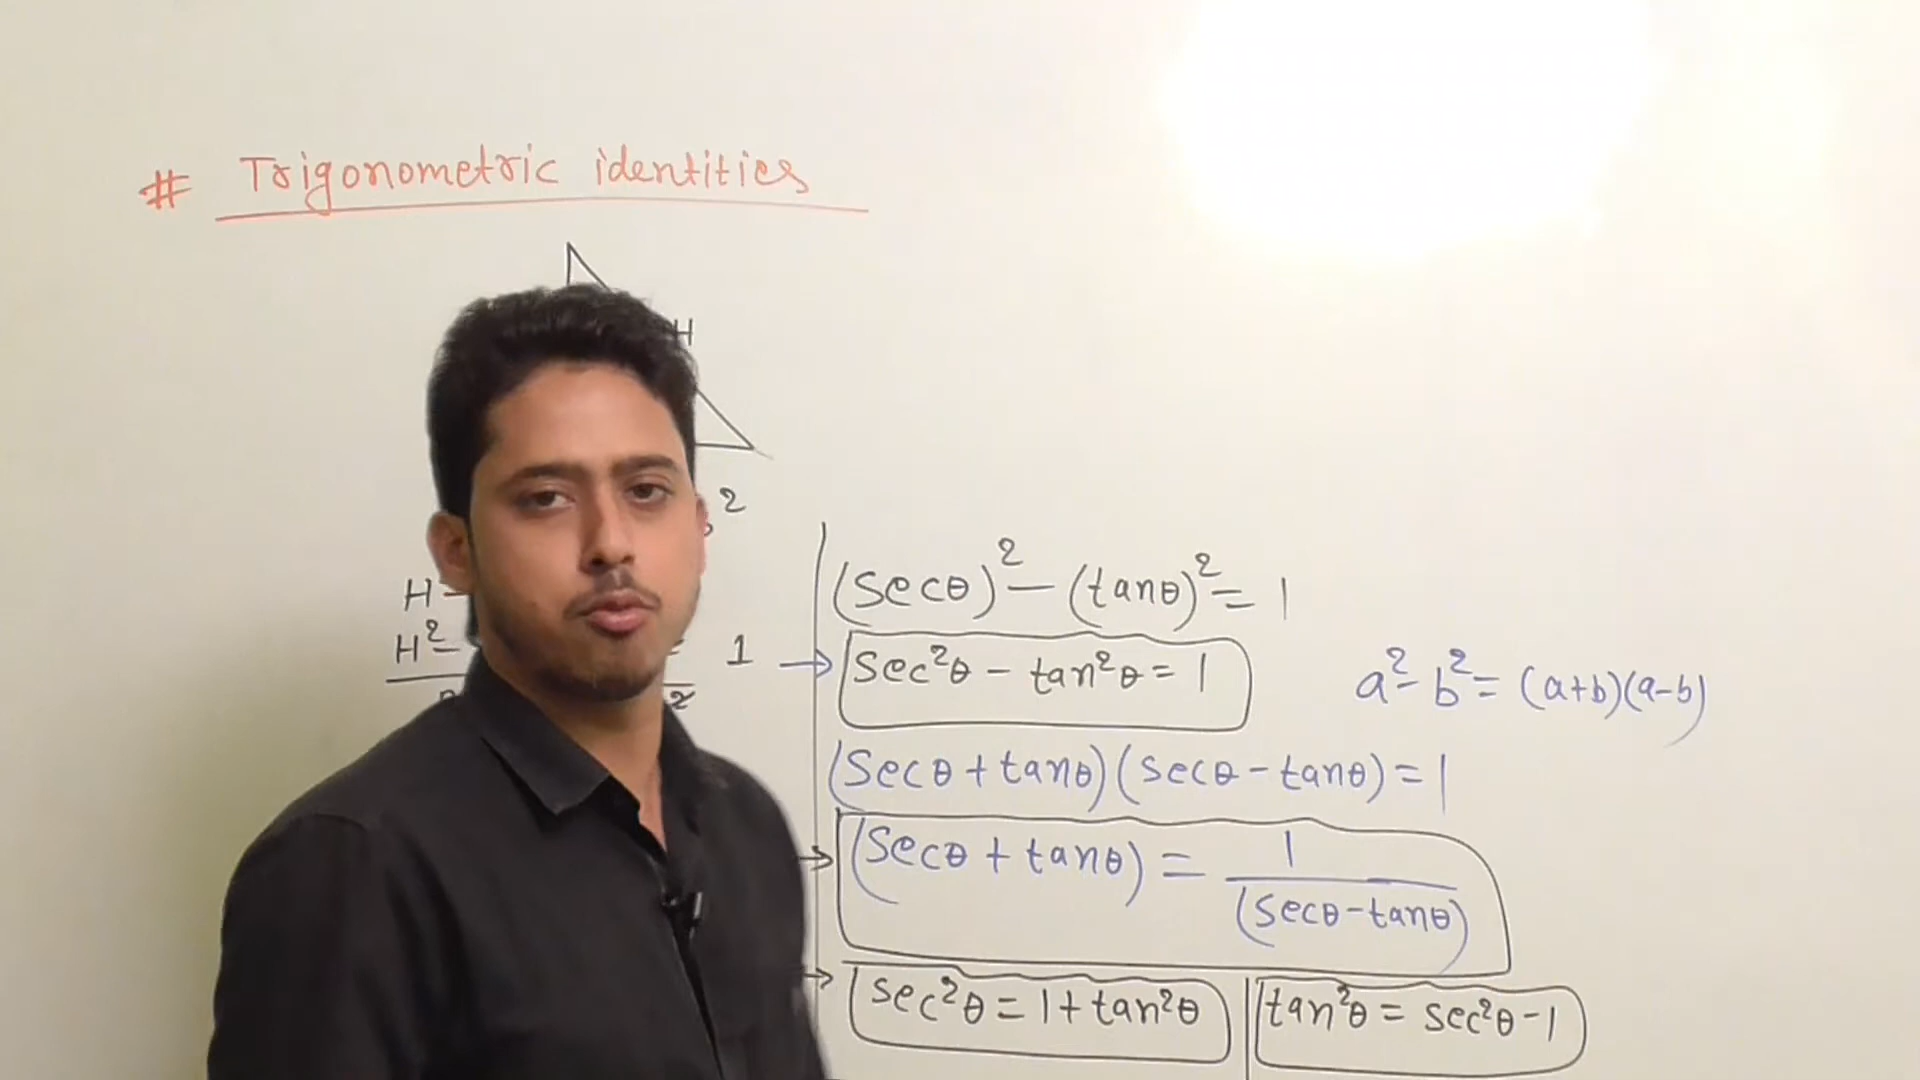 # Trigonometric identities
H
2
H -
H² - 1
2
(secθ)² - (tanθ)² = 1
sec²θ - tan²θ = 1
a² - b² = (a+b)(a-b)
(secθ + tanθ)(secθ - tanθ) = 1
(secθ + tanθ) = 1 / (secθ - tanθ)
sec²θ = 1 + tan²θ
tan²θ = sec²θ - 1